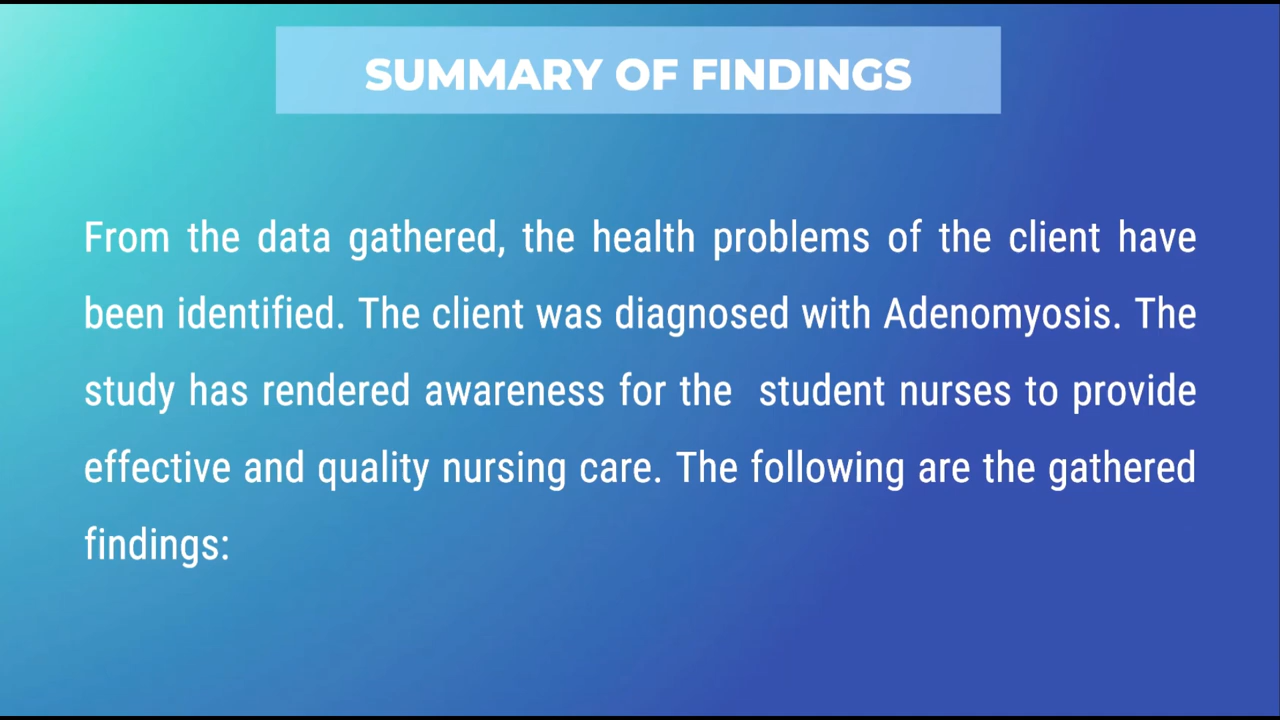 SUMMARY OF FINDINGS
From the data gathered, the health problems of the client have
been identified. The client was diagnosed with Adenomyosis. The
study has rendered awareness for the  student nurses to provide
effective and quality nursing care. The following are the gathered
findings: